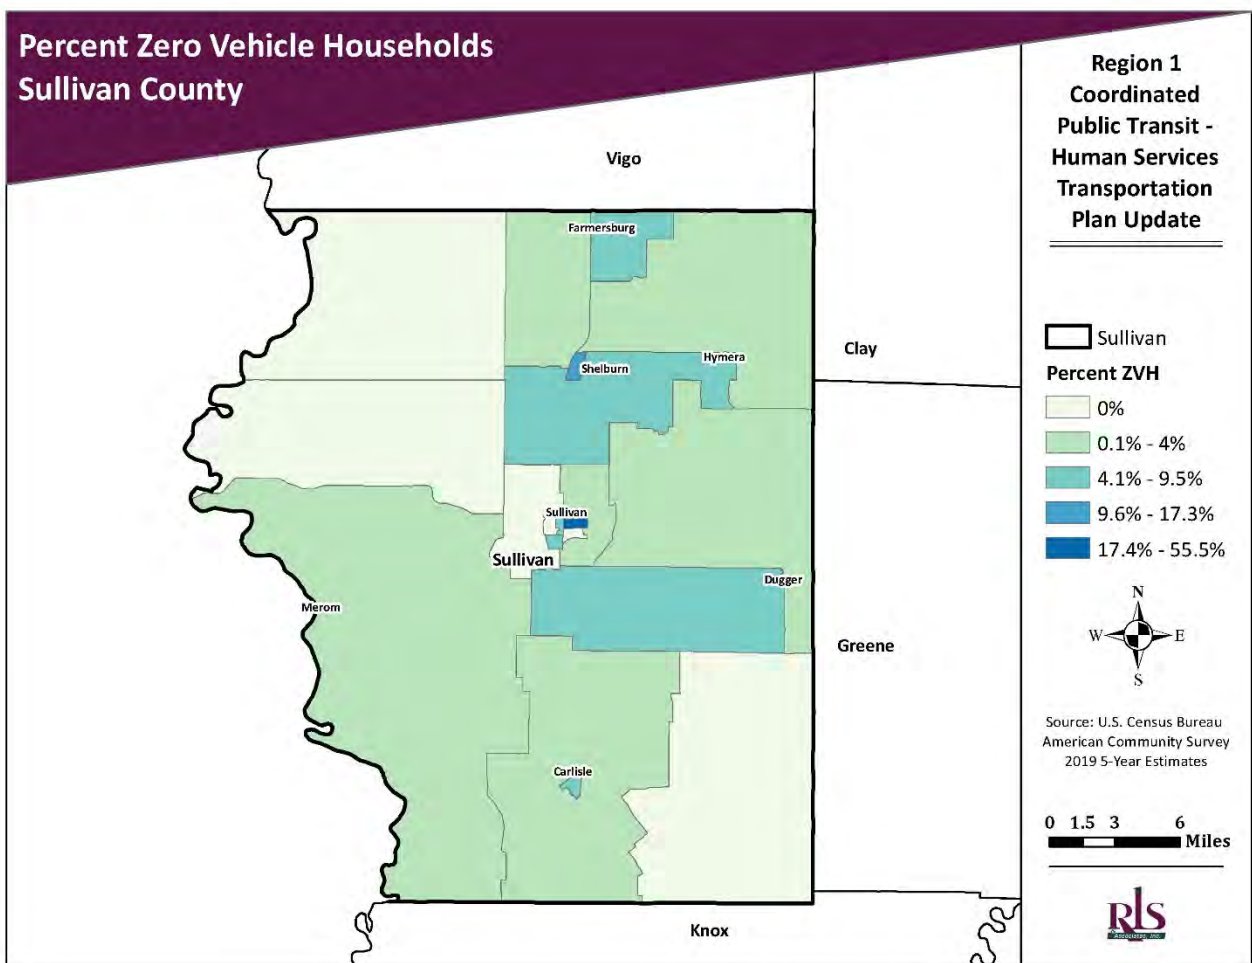 Percent Zero Vehicle Households
Sullivan County
Region 1
Coordinated
Public Transit -
Human Services
Transportation
Plan Update
Vigo
Farmersburg
Clay
Shelburn
Hymera
Sullivan
Sullivan
Dugger
Merom
Greene
Carlisle
Knox
Sullivan
Percent ZVH
0%
0.1% - 4%
4.1% - 9.5%
9.6% - 17.3%
17.4% - 55.5%
N
W
E
S
Source: U.S. Census Bureau
American Community Survey
2019 5-Year Estimates
0 1.5 3 6
Miles
RLS
& Associates, Inc.